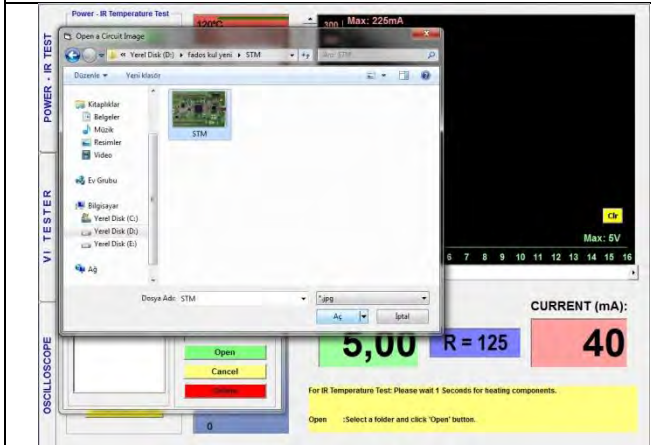 Power - IR Temperature Test
120°C
300
Max: 225mA
Open a Circuit Image
« Yerel Disk (D:) ▸ fados kul yeni ▸ STM
Ara: STM
Düzenle
Yeni klasör
Kitaplıklar
Belgeler
Müzik
Resimler
Video
Ev Grubu
Bilgisayar
Yerel Disk (C:)
Yerel Disk (D:)
Yerel Disk (E:)
Ağ
STM
Dosya Adı: STM
*.jpg
Aç
İptal
POWER - IR TEST
VI TESTER
OSCILLOSCOPE
Clr
Max: 5V
6 7 8 9 10 11 12 13 14 15 16
CURRENT (mA):
5,00
R = 125
40
Open
Cancel
0
For IR Temperature Test: Please wait 1 Seconds for heating components.
Open :Select a folder and click 'Open' button.